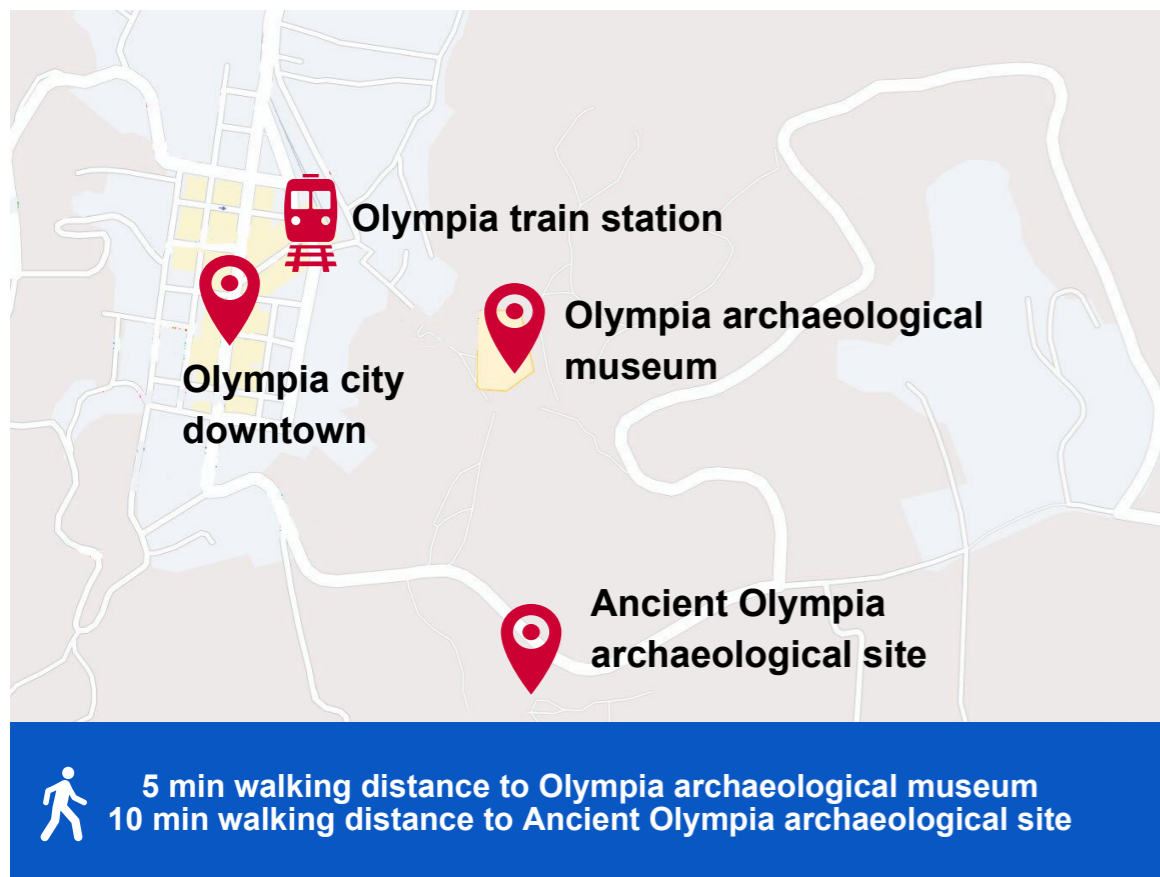 Olympia train station
Olympia archaeological
museum
Olympia city
downtown
Ancient Olympia
archaeological site
5 min walking distance to Olympia archaeological museum
10 min walking distance to Ancient Olympia archaeological site